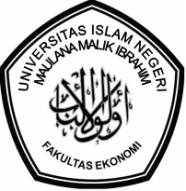 UNIVERSITAS ISLAM NEGERI
MAULANA MALIK IBRAHIM
أولو الألباب
FAKULTAS EKONOMI